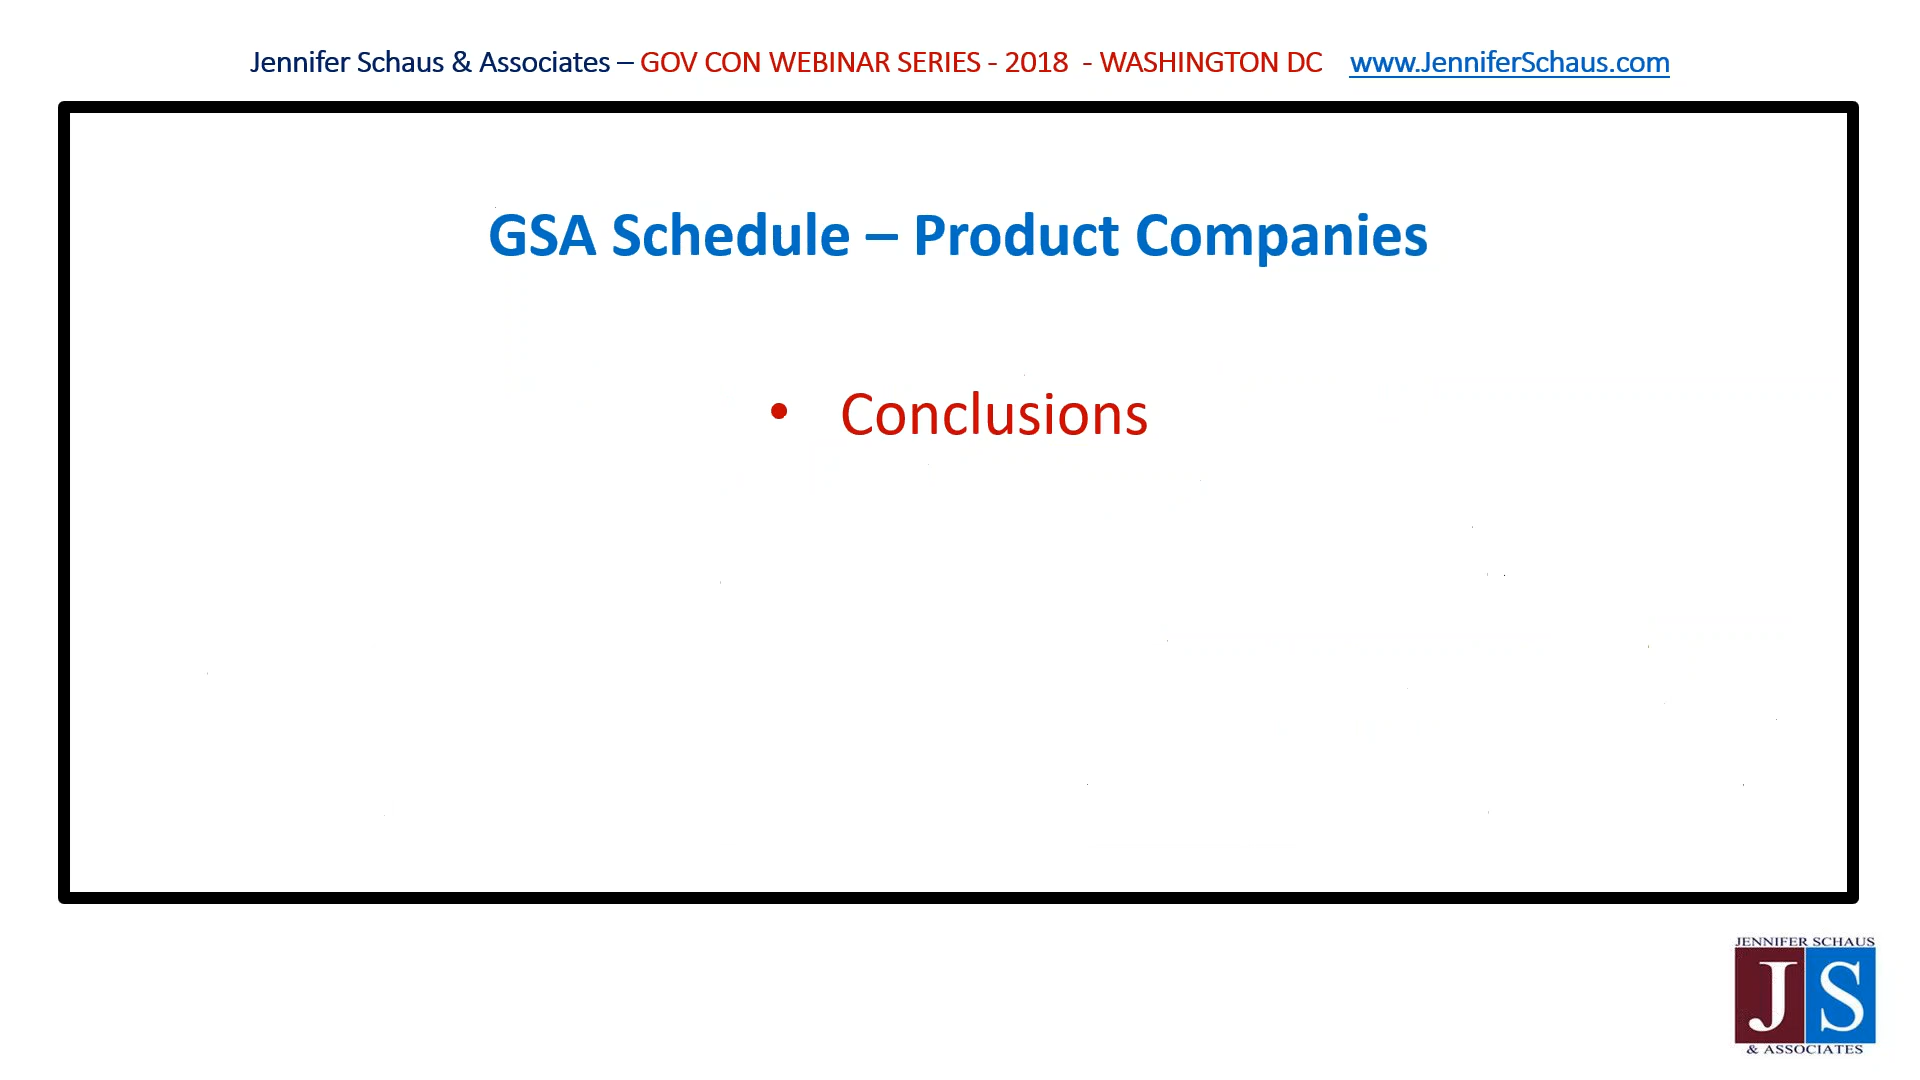 Jennifer Schaus & Associates – GOV CON WEBINAR SERIES - 2018 - WASHINGTON DC www.JenniferSchaus.com
GSA Schedule – Product Companies
• Conclusions
JENNIFER SCHAUS
JS
& ASSOCIATES